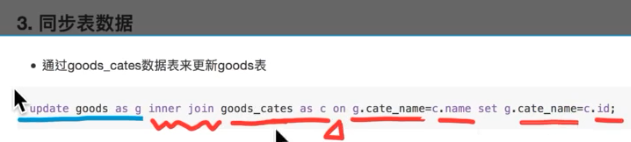 3. 同步表数据
通过goods_cates数据表来更新goods表
update goods as g inner join goods_cates as c on g.cate_name=c.name set g.cate_name=c.id;